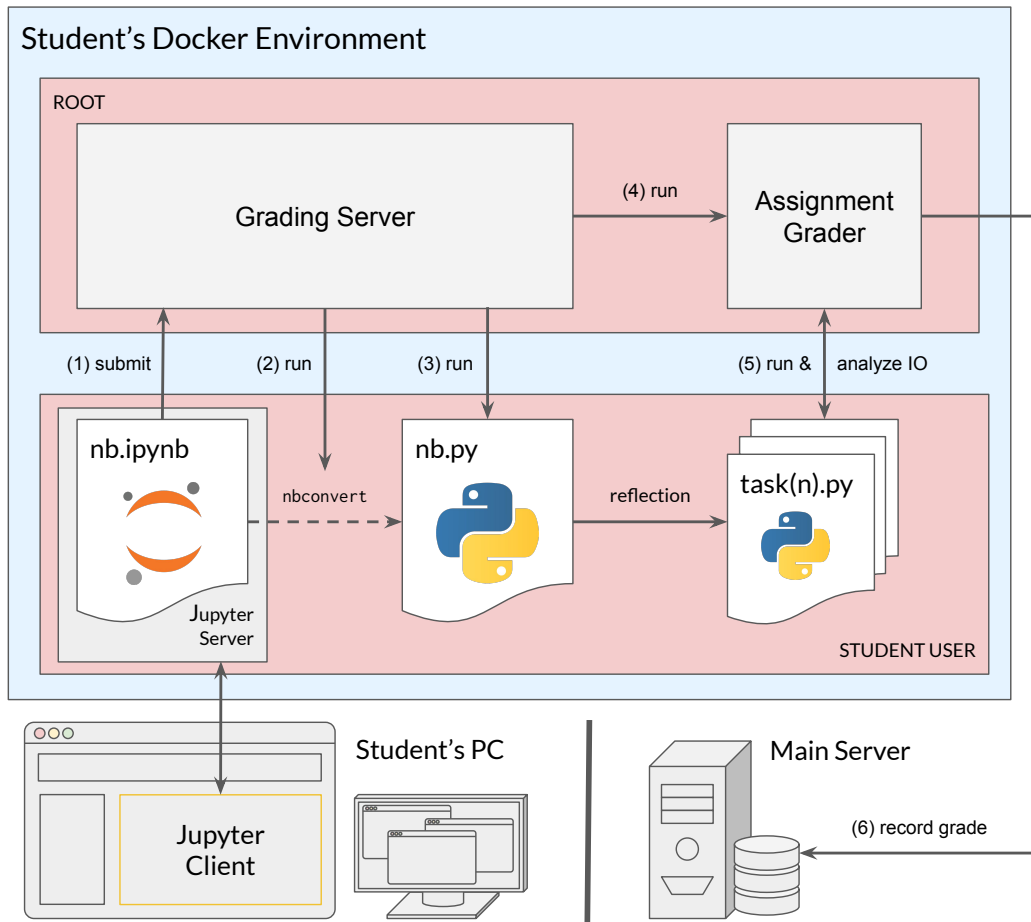 Student’s Docker Environment
ROOT
Grading Server
(4) run
Assignment
Grader
(1) submit
(2) run
(3) run
(5) run &
analyze IO
nb.ipynb
nbconvert
nb.py
reflection
task(n).py
Jupyter
Server
STUDENT USER
Student’s PC
Jupyter
Client
Main Server
(6) record grade